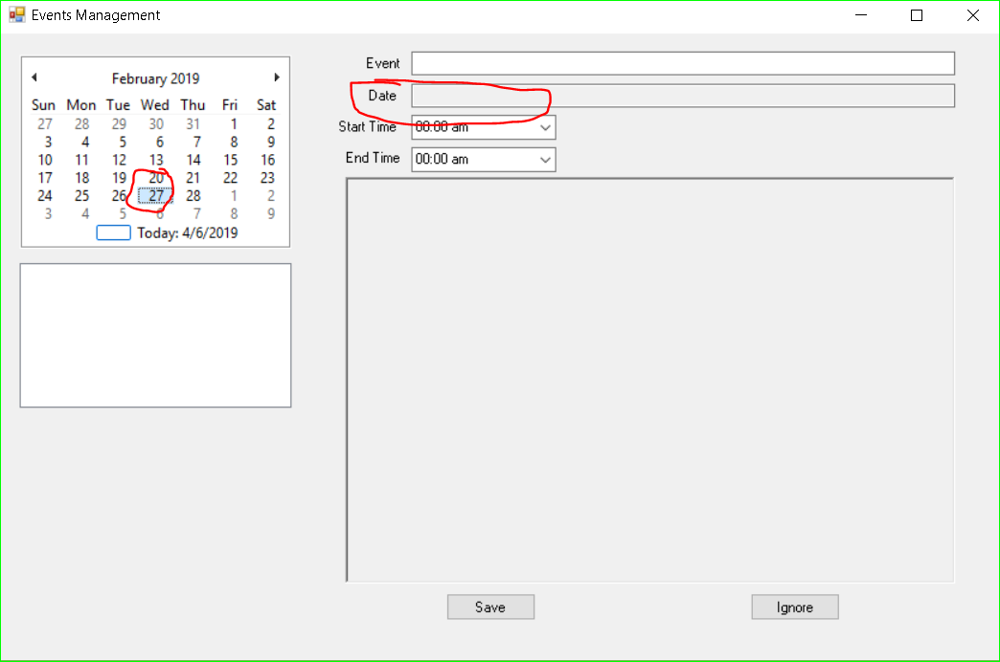 Events Management
February 2019
Sun Mon Tue Wed Thu Fri Sat
27 28 29 30 31 1 2
3 4 5 6 7 8 9
10 11 12 13 14 15 16
17 18 19 20 21 22 23
24 25 26 27 28 1 2
3 4 5 6 7 8 9
Today: 4/6/2019
Event
Date
Start Time 00:00 am
End Time 00:00 am
Save Ignore